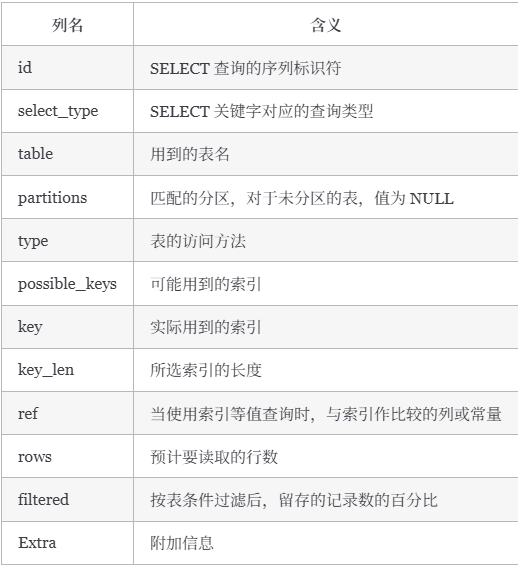 列名 含义
id SELECT 查询的序列标识符
select_type SELECT 关键字对应的查询类型
table 用到的表名
partitions 匹配的分区，对于未分区的表，值为 NULL
type 表的访问方法
possible_keys 可能用到的索引
key 实际用到的索引
key_len 所选索引的长度
ref 当使用索引等值查询时，与索引作比较的列或常量
rows 预计要读取的行数
filtered 按表条件过滤后，留存的记录数的百分比
Extra 附加信息